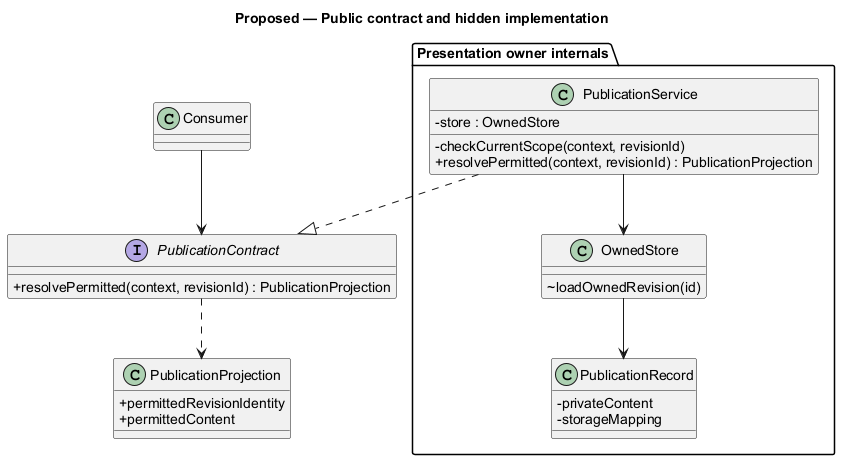 Proposed — Public contract and hidden implementation
Presentation owner internals
C PublicationService
-store : OwnedStore
-checkCurrentScope(context, revisionId)
+resolvePermitted(context, revisionId) : PublicationProjection
C Consumer
I PublicationContract
+resolvePermitted(context, revisionId) : PublicationProjection
C OwnedStore
~loadOwnedRevision(id)
C PublicationProjection
+permittedRevisionIdentity
+permittedContent
C PublicationRecord
-privateContent
-storageMapping